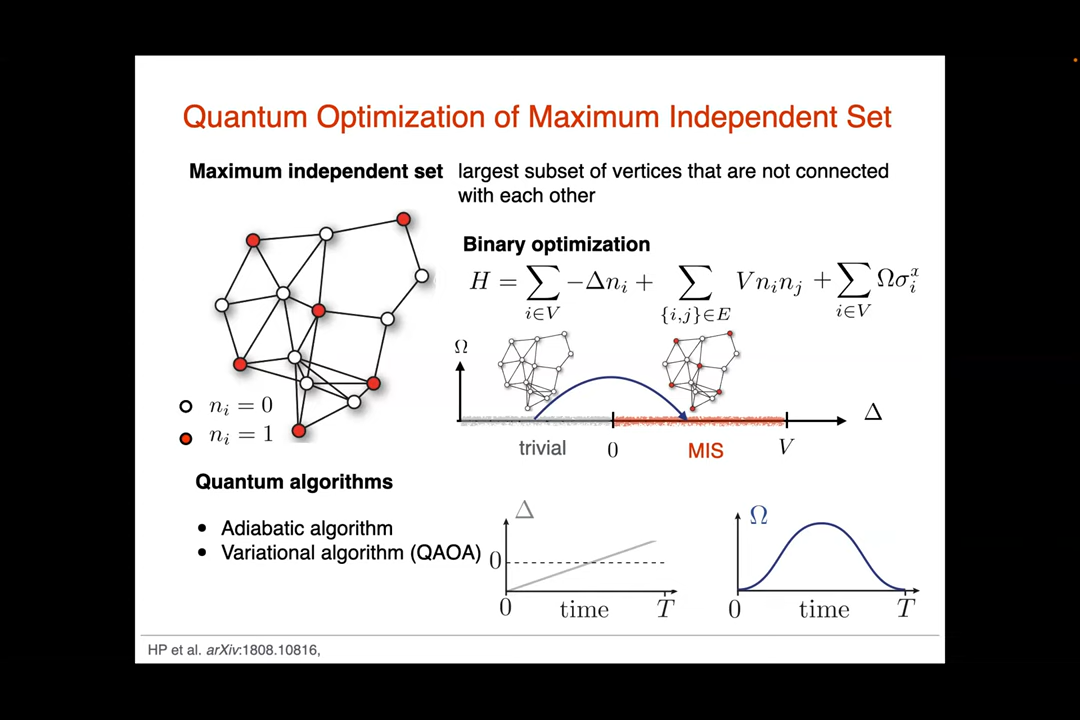 Quantum Optimization of Maximum Independent Set
Maximum independent set largest subset of vertices that are not connected
with each other
Binary optimization
H = ∑_{i∈V} −Δn_i + ∑_{{i,j}∈E} V n_i n_j + ∑_{i∈V} Ωσ_i^x
Ω
Δ
trivial 0 MIS V
n_i = 0
n_i = 1
Quantum algorithms
• Adiabatic algorithm
• Variational algorithm (QAOA)
Δ
0
0 time T
Ω
0 time T
HP et al. arXiv:1808.10816,